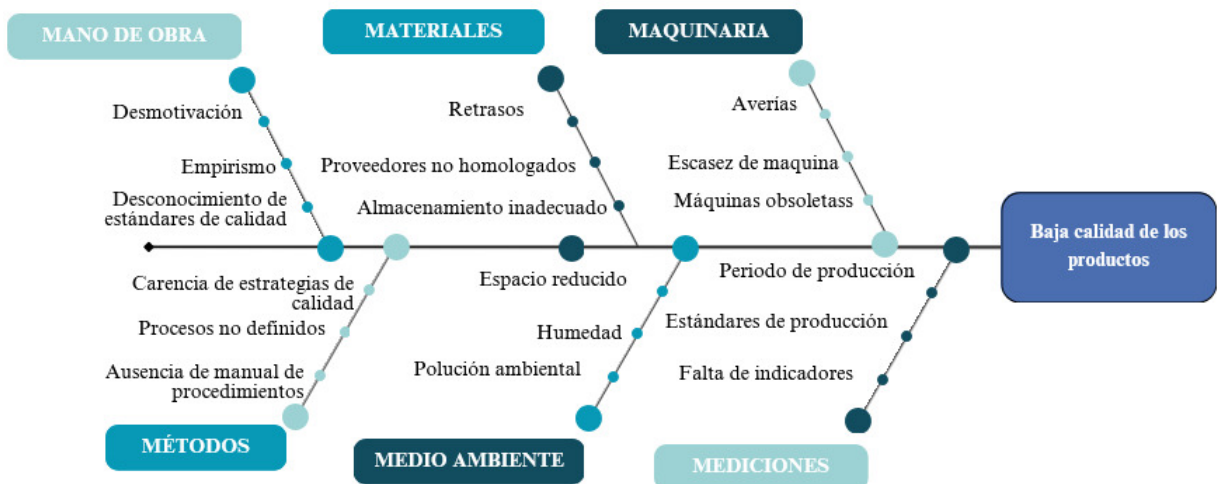 MANO DE OBRA
MATERIALES
MAQUINARIA
Desmotivación
Empirismo
Desconocimiento de
estándares de calidad
Retrasos
Proveedores no homologados
Almacenamiento inadecuado
Averías
Escasez de maquina
Máquinas obsoletass
Baja calidad de los
productos
Carencia de estrategias de
calidad
Procesos no definidos
Ausencia de manual de
procedimientos
Espacio reducido
Humedad
Polución ambiental
Periodo de producción
Estándares de producción
Falta de indicadores
MÉTODOS
MEDIO AMBIENTE
MEDICIONES